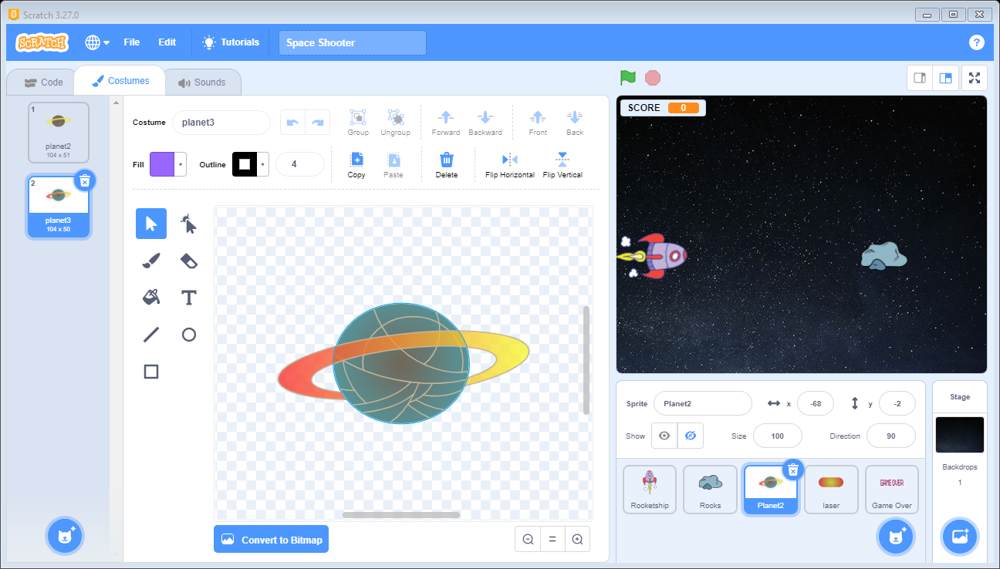 Scratch 3.27.0
SCRATCH File Edit Tutorials Space Shooter ?
Code Costumes Sounds
1
planet2
104 x 51
2
planet3
104 x 50
Costume planet3 Group Ungroup Forward Backward Front Back
Fill Outline 4 Copy Paste Delete Flip Horizontal Flip Vertical
T
Convert to Bitmap
SCORE 0
Sprite Planet2 x -68 y -2
Show Size 100 Direction 90
Rocketship Rocks Planet2 laser GAME OVER Game Over
Stage
Backdrops
1